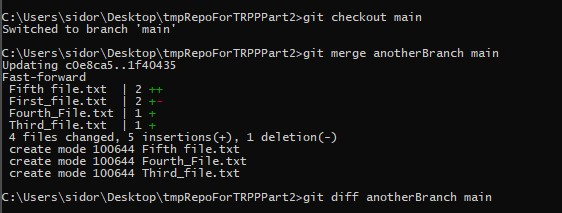 C:\Users\sidor\Desktop\tmpRepoForTRPPPart2>git checkout main
Switched to branch 'main'
C:\Users\sidor\Desktop\tmpRepoForTRPPPart2>git merge anotherBranch main
Updating c0e8ca5..1f40435
Fast-forward
Fifth file.txt | 2 ++
First_file.txt | 2 +-
Fourth_File.txt | 1 +
Third_file.txt | 1 +
4 files changed, 5 insertions(+), 1 deletion(-)
create mode 100644 Fifth file.txt
create mode 100644 Fourth_File.txt
create mode 100644 Third_file.txt
C:\Users\sidor\Desktop\tmpRepoForTRPPPart2>git diff anotherBranch main